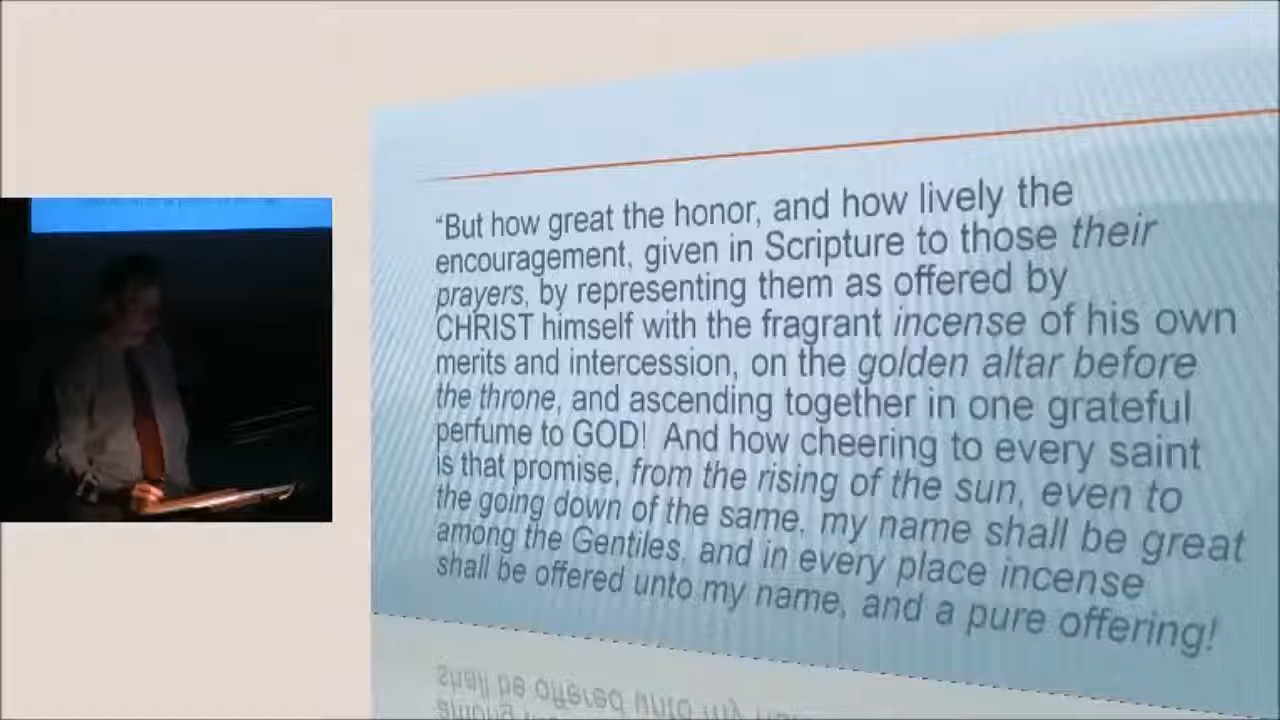 “But how great the honor, and how lively the
encouragement, given in Scripture to those their
prayers, by representing them as offered by
CHRIST himself with the fragrant incense of his own
merits and intercession, on the golden altar before
the throne, and ascending together in one grateful
perfume to GOD! And how cheering to every saint
is that promise, from the rising of the sun, even to
the going down of the same, my name shall be great
among the Gentiles, and in every place incense
shall be offered unto my name, and a pure offering!